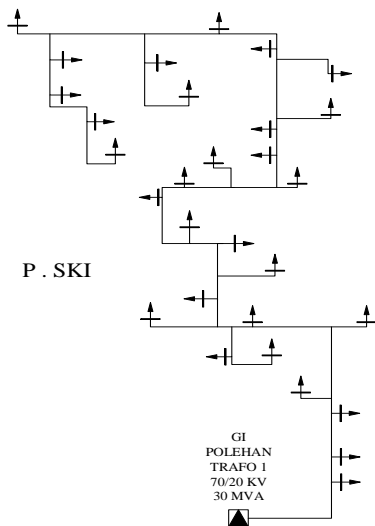 P . SKI
GI
POLEHAN
TRAFO 1
70/20 KV
30 MVA